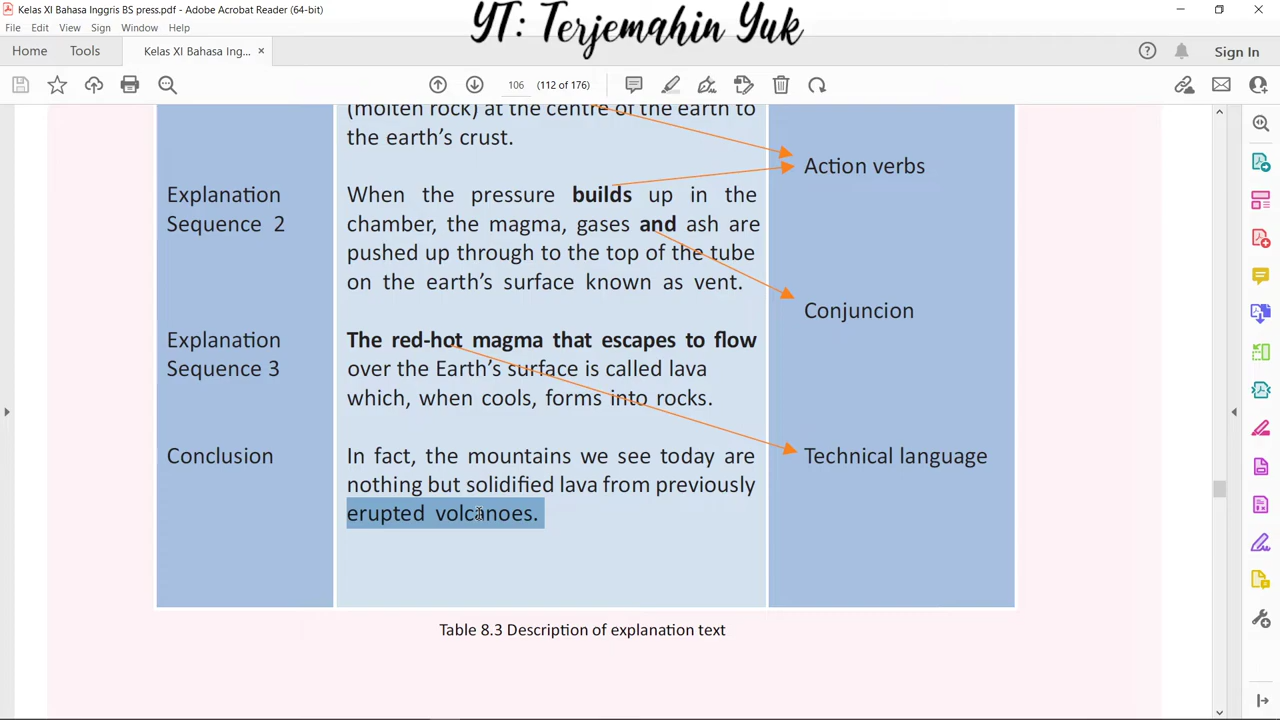 Kelas XI Bahasa Inggris BS press.pdf - Adobe Acrobat Reader (64-bit)
YT: Terjemahin Yuk
File Edit View Sign Window Help
Home Tools Kelas XI Bahasa Ing... × Sign In
106 (112 of 176)
(molten rock) at the centre of the earth to
the earth's crust.
Action verbs
Explanation
Sequence 2
When the pressure builds up in the
chamber, the magma, gases and ash are
pushed up through to the top of the tube
on the earth's surface known as vent.
Conjuncion
Explanation
Sequence 3
The red-hot magma that escapes to flow
over the Earth's surface is called lava
which, when cools, forms into rocks.
Conclusion
In fact, the mountains we see today are
nothing but solidified lava from previously
erupted volcanoes.
Technical language
Table 8.3 Description of explanation text